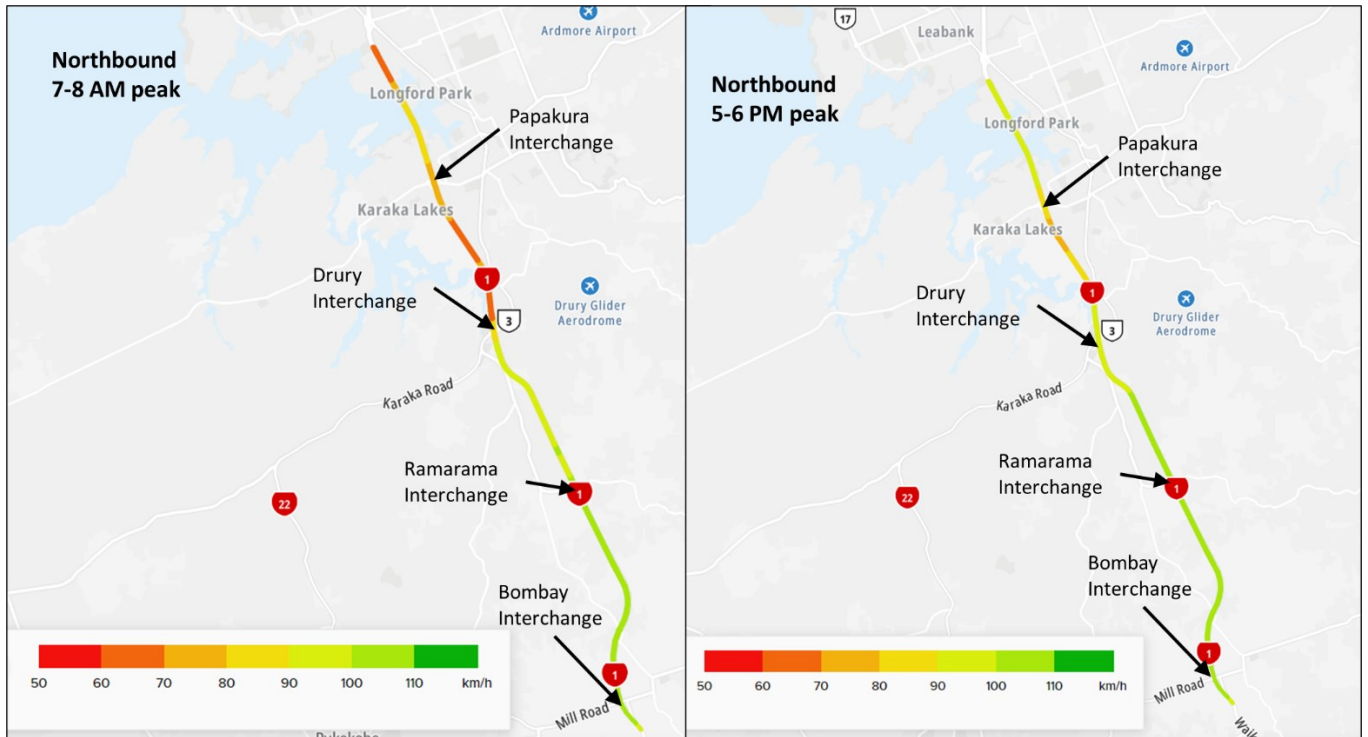 Northbound
7-8 AM peak
Ardmore Airport
Longford Park
Papakura
Interchange
Karaka Lakes
Drury
Interchange
1
3
Drury Glider
Aerodrome
Karaka Road
Ramarama
Interchange
1
22
Bombay
Interchange
1
Mill Road
50 60 70 80 90 100 110 km/h
17
Leabank
Northbound
5-6 PM peak
Ardmore Airport
Longford Park
Papakura
Interchange
Karaka Lakes
Drury
Interchange
1
3
Drury Glider
Aerodrome
Karaka Road
Ramarama
Interchange
1
22
Bombay
Interchange
1
Mill Road
50 60 70 80 90 100 110 km/h